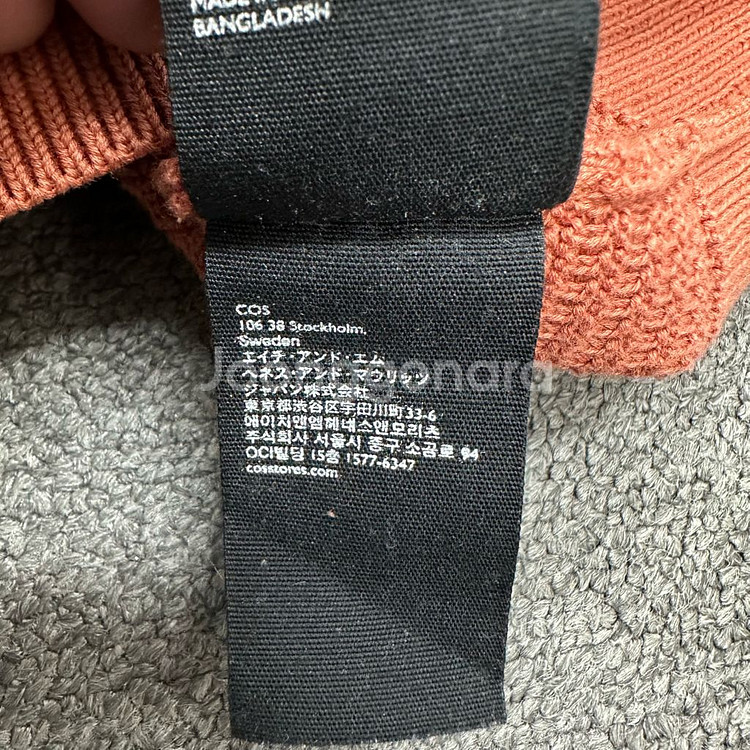 MADE IN
BANGLADESH
COS
106 38 Stockholm,
Sweden
エイチ・アンド・エム
ヘネス・アンド・マウリッツ
ジャパン株式会社
東京都渋谷区宇田川町33-6
에이치앤엠헤네스앤모리츠
주식회사 서울시 중구 소공로 94
OCI빌딩 15층 1577-6347
cosstores.com